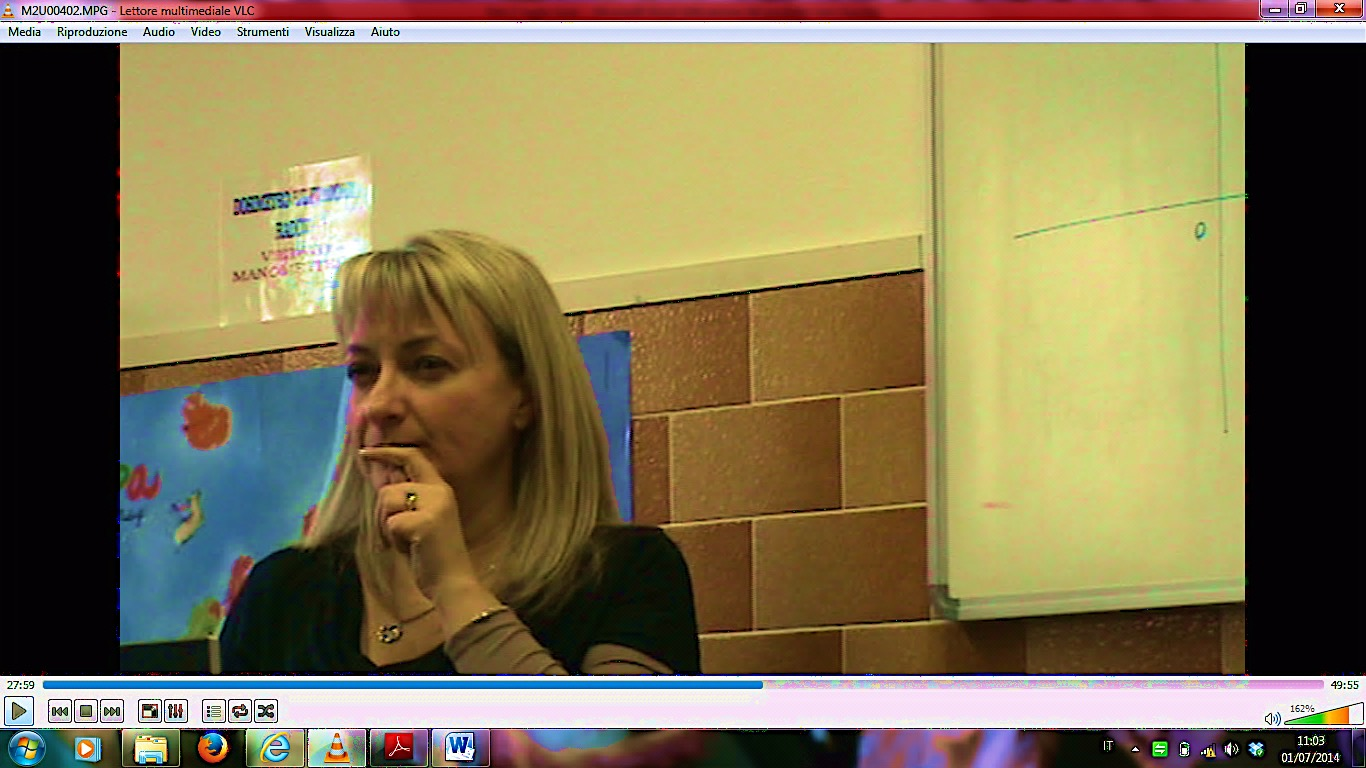 M2U00402.MPG - Lettore multimediale VLC
Media Riproduzione Audio Video Strumenti Visualizza Aiuto
0
27:59
49:55
162%
IT
11:03
01/07/2014